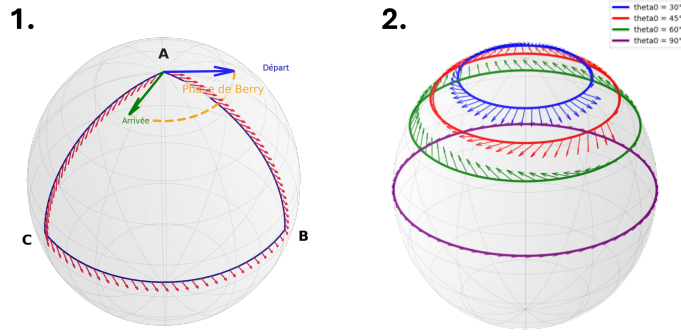 1.
A
Départ
Phase de Berry
Arrivée
C
B
2.
theta0 = 30°
theta0 = 45°
theta0 = 60°
theta0 = 90°